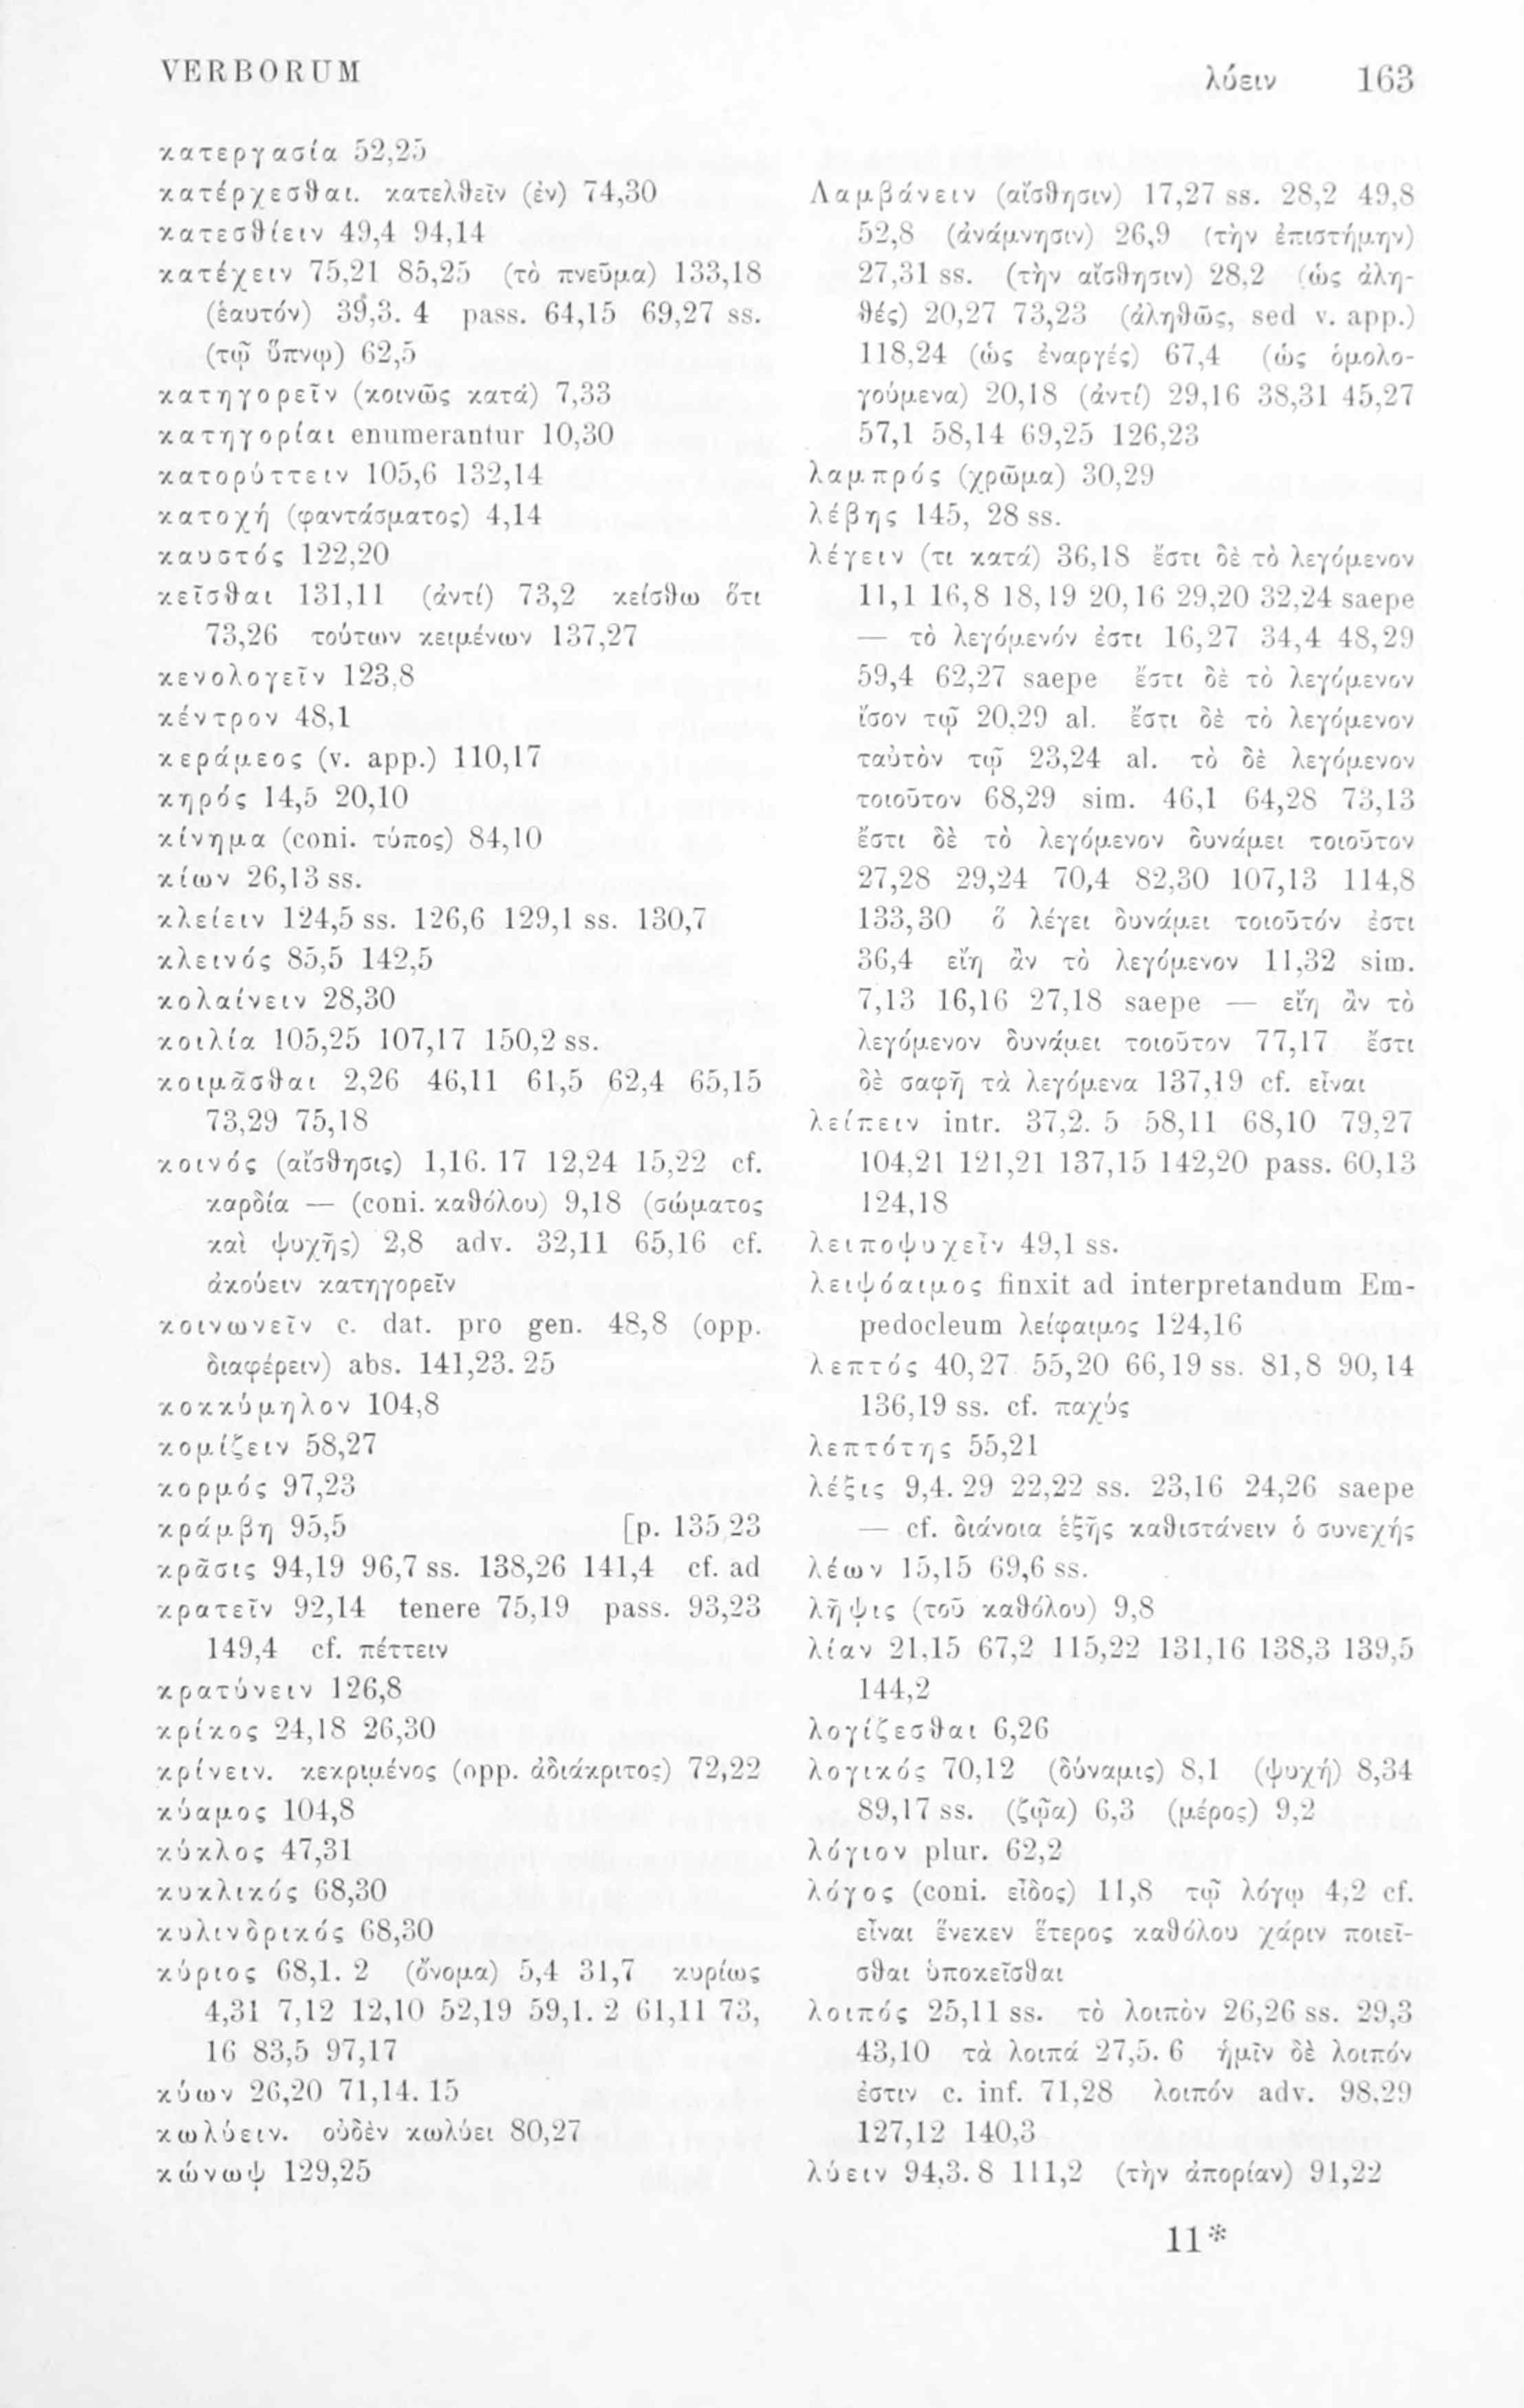 VERBORUM
λύειν 163
κατεργασία 52,25
κατέρχεσθαι. κατελθεῖν (ἐν) 74,30
κατεσθίειν 49,4 94,14
κατέχειν 75,21 85,25 (τὸ πνεῦμα) 133,18
(ἑαυτόν) 39,3. 4 pass. 64,15 69,27 ss.
(τῷ ὕπνῳ) 62,5
κατηγορεῖν (κοινῶς κατά) 7,33
κατηγορίαι enumerantur 10,30
κατορύττειν 105,6 132,14
κατοχή (φαντάσματος) 4,14
καυστός 122,20
κεῖσθαι 131,11 (ἀντί) 73,2 κείσθω ὅτι
73,26 τούτων κειμένων 137,27
κενολογεῖν 123,8
κέντρον 48,1
κεράμεος (v. app.) 110,17
κηρός 14,5 20,10
κίνημα (coni. τύπος) 84,10
κίων 26,13 ss.
κλείειν 124,5 ss. 126,6 129,1 ss. 130,7
κλεινός 85,5 142,5
κολαίνειν 28,30
κοιλία 105,25 107,17 150,2 ss.
κοιμᾶσθαι 2,26 46,11 61,5 62,4 65,15
73,29 75,18
κοινός (αἴσθησις) 1,16. 17 12,24 15,22 cf.
καρδία — (coni. καθόλου) 9,18 (σώματος
καὶ ψυχῆς) 2,8 adv. 32,11 65,16 cf.
ἀκούειν κατηγορεῖν
κοινωνεῖν c. dat. pro gen. 48,8 (opp.
διαφέρειν) abs. 141,23. 25
κοκκύμηλον 104,8
κομίζειν 58,27
κορμός 97,23
κράμβη 95,5 [p. 135,23
κρᾶσις 94,19 96,7 ss. 138,26 141,4 cf. ad
κρατεῖν 92,14 tenere 75,19 pass. 93,23
149,4 cf. πέττειν
κρατύνειν 126,8
κρίκος 24,18 26,30
κρίνειν. κεκριμένος (opp. ἀδιάκριτος) 72,22
κύαμος 104,8
κύκλος 47,31
κυκλικός 68,30
κυλινδρικός 68,30
κύριος 68,1. 2 (ὄνομα) 5,4 31,7 κυρίως
4,31 7,12 12,10 52,19 59,1. 2 61,11 73,
16 83,5 97,17
κύων 26,20 71,14. 15
κωλύειν. οὐδὲν κωλύει 80,27
κώνωψ 129,25
Λαμβάνειν (αἴσθησιν) 17,27 ss. 28,2 49,8
52,8 (ἀνάμνησιν) 26,9 (τὴν ἐπιστήμην)
27,31 ss. (τὴν αἴσθησιν) 28,2 (ὡς ἀλη-
θές) 20,27 73,23 (ἀληθῶς, sed v. app.)
118,24 (ὡς ἐναργές) 67,4 (ὡς ὁμολο-
γούμενα) 20,18 (ἀντί) 29,16 38,31 45,27
57,1 58,14 69,25 126,23
λαμπρός (χρῶμα) 30,29
λέβης 145, 28 ss.
λέγειν (τι κατά) 36,18 ἔστι δὲ τὸ λεγόμενον
11,1 16,8 18,19 20,16 29,20 32,24 saepe
— τὸ λεγόμενόν ἐστι 16,27 34,4 48,29
59,4 62,27 saepe ἔστι δὲ τὸ λεγόμενον
ἴσον τῷ 20,29 al. ἔστι δὲ τὸ λεγόμενον
ταὐτὸν τῷ 23,24 al. τὸ δὲ λεγόμενον
τοιοῦτον 68,29 sim. 46,1 64,28 73,13
ἔστι δὲ τὸ λεγόμενον δυνάμει τοιοῦτον
27,28 29,24 70,4 82,30 107,13 114,8
133,30 ὃ λέγει δυνάμει τοιοῦτόν ἐστι
36,4 εἴη ἂν τὸ λεγόμενον 11,32 sim.
7,13 16,16 27,18 saepe — εἴη ἂν τὸ
λεγόμενον δυνάμει τοιοῦτον 77,17 ἔστι
δὲ σαφῆ τὰ λεγόμενα 137,19 cf. εἶναι
λείπειν intr. 37,2. 5 58,11 68,10 79,27
104,21 121,21 137,15 142,20 pass. 60,13
124,18
λειποψυχεῖν 49,1 ss.
λειψόαιμος finxit ad interpretandum Em-
pedocleum λείφαιμος 124,16
λεπτός 40,27 55,20 66,19 ss. 81,8 90,14
136,19 ss. cf. παχύς
λεπτότης 55,21
λέξις 9,4. 29 22,22 ss. 23,16 24,26 saepe
— cf. διάνοια ἑξῆς καθιστάνειν ὁ συνεχής
λέων 15,15 69,6 ss.
λῆψις (τοῦ καθόλου) 9,8
λίαν 21,15 67,2 115,22 131,16 138,3 139,5
144,2
λογίζεσθαι 6,26
λογικός 70,12 (δύναμις) 8,1 (ψυχή) 8,34
89,17 ss. (ζῷα) 6,3 (μέρος) 9,2
λόγιον plur. 62,2
λόγος (coni. εἶδος) 11,8 τῷ λόγῳ 4,2 cf.
εἶναι ἕνεκεν ἕτερος καθόλου χάριν ποιεῖ-
σθαι ὑποκεῖσθαι
λοιπός 25,11 ss. τὸ λοιπὸν 26,26 ss. 29,3
43,10 τὰ λοιπά 27,5. 6 ἡμῖν δὲ λοιπόν
ἐστιν c. inf. 71,28 λοιπόν adv. 98,29
127,12 140,3
λύειν 94,3. 8 111,2 (τὴν ἀπορίαν) 91,22
11*